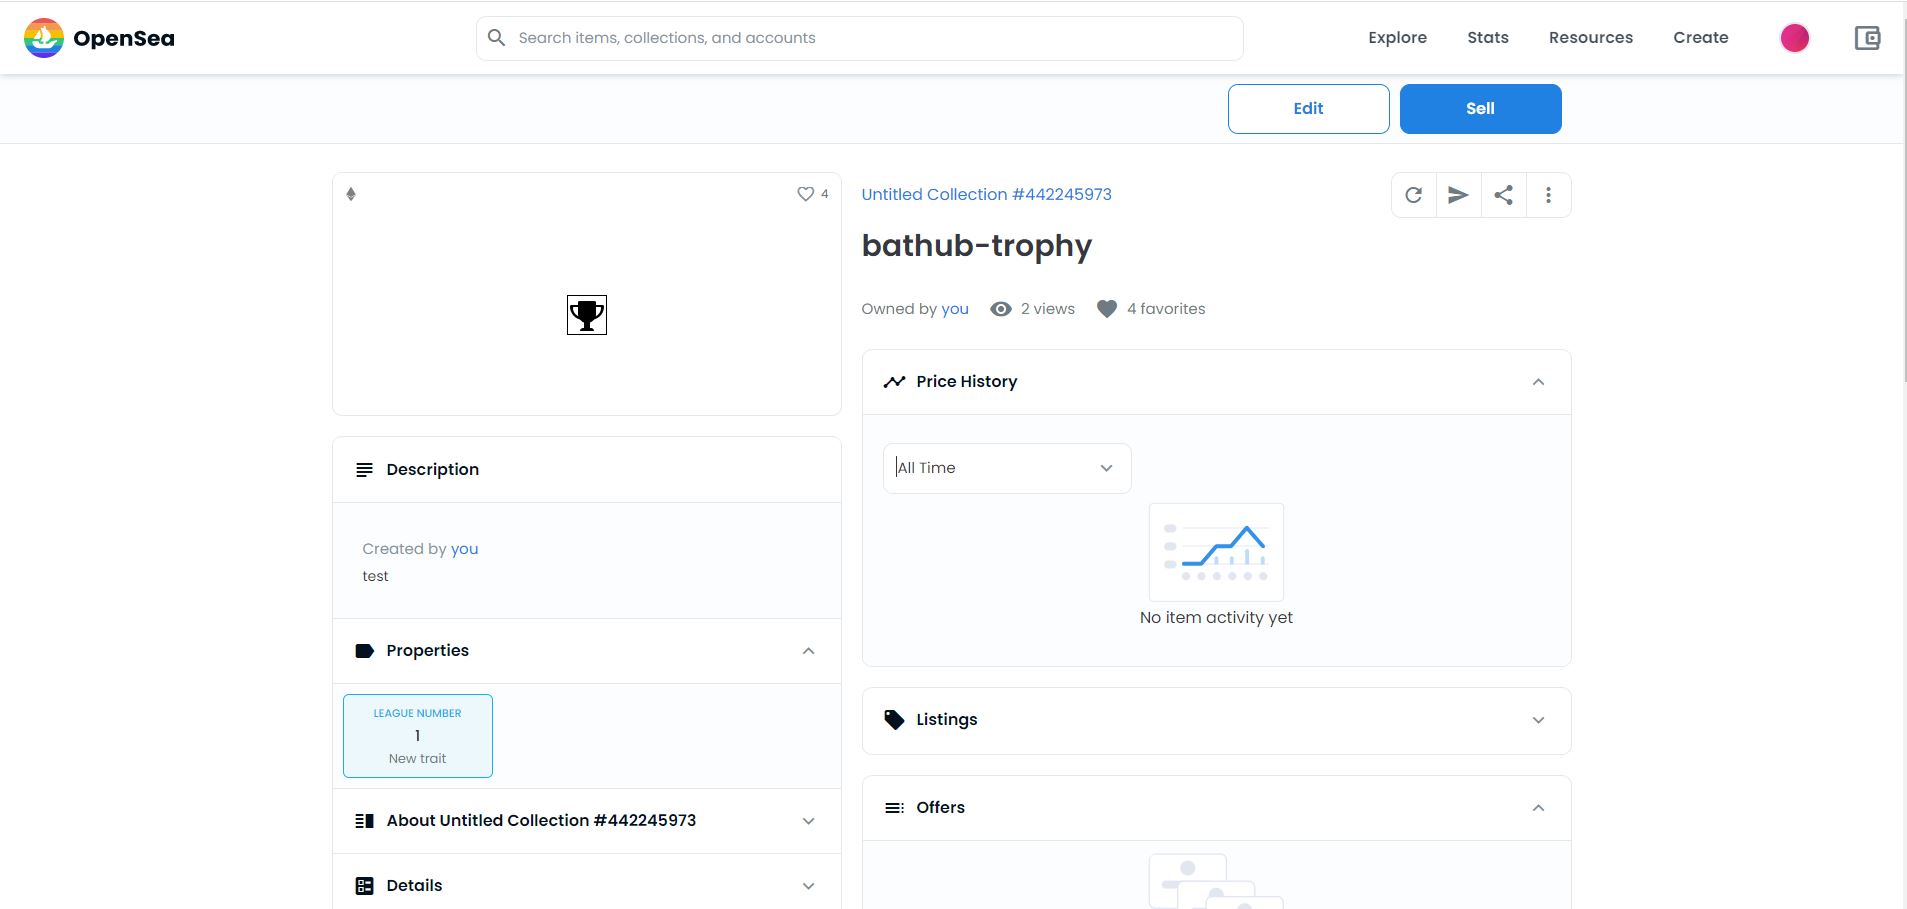 OpenSea
Search items, collections, and accounts
Explore
Stats
Resources
Create
Edit
Sell
4
Untitled Collection #442245973
bathub-trophy
Owned by you
2 views
4 favorites
Price History
All Time
No item activity yet
Listings
Offers
Description
Created by you
test
Properties
LEAGUE NUMBER
1
New trait
About Untitled Collection #442245973
Details